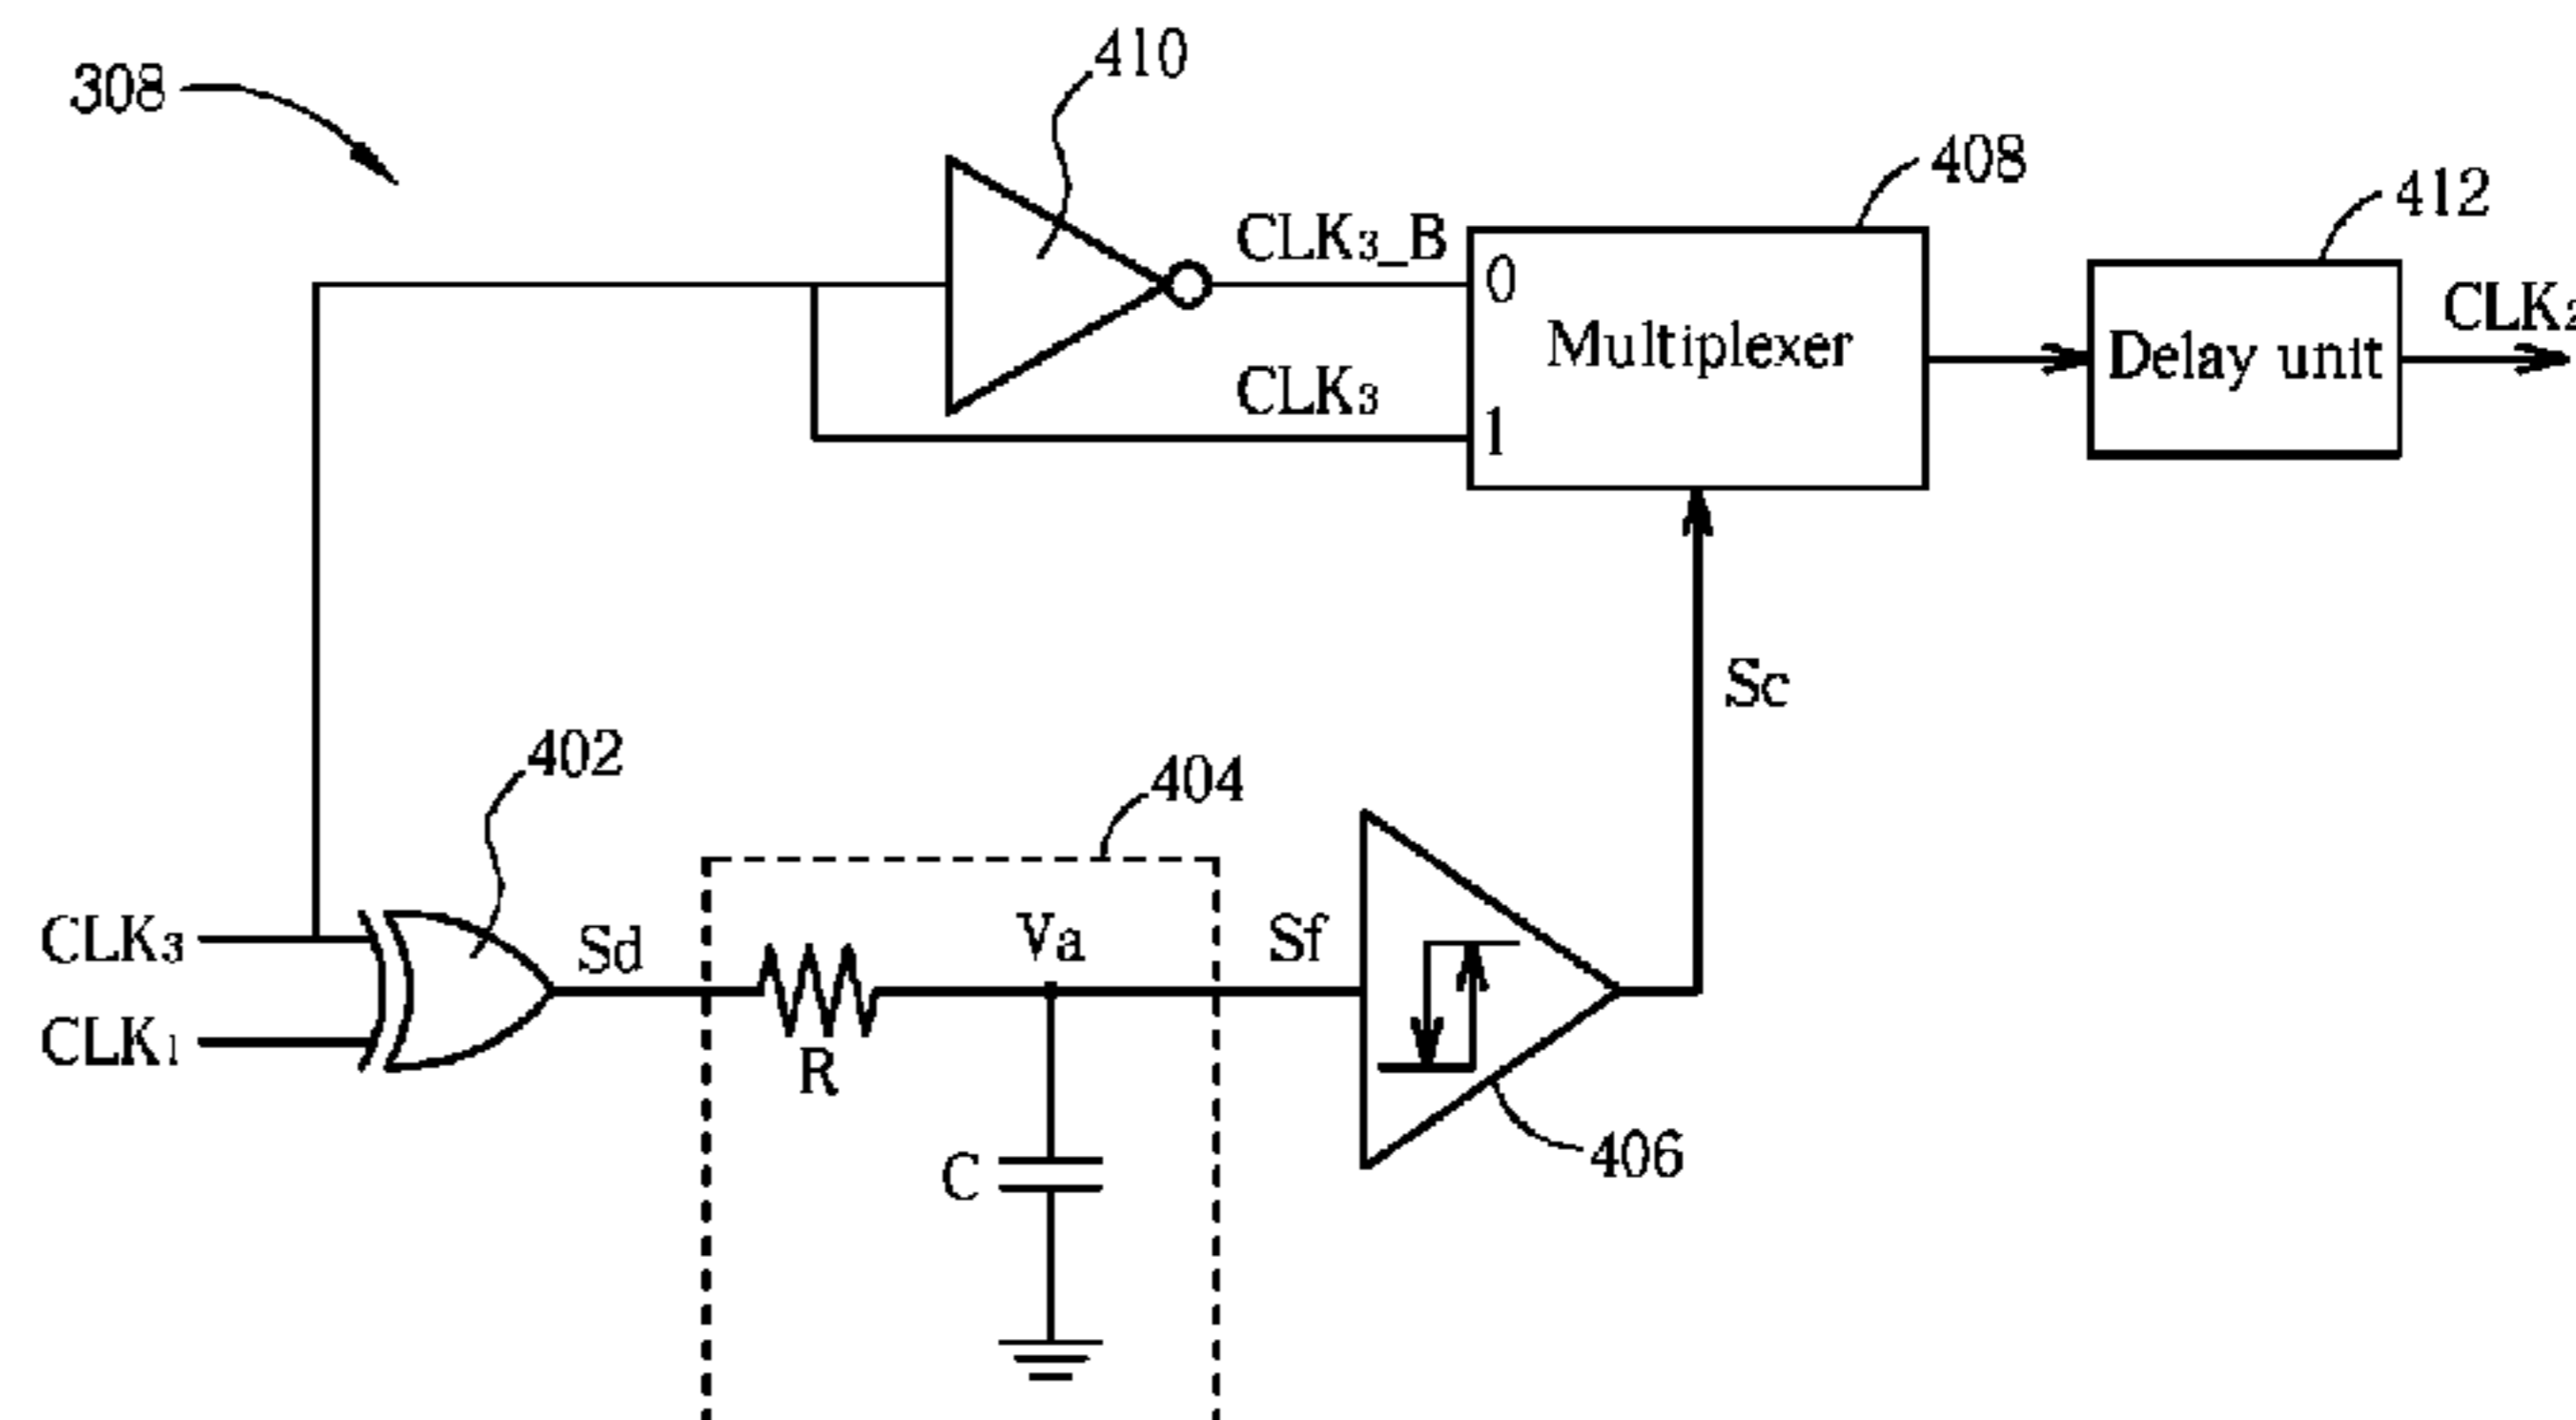 410
308
408
412
CLK3_B
0
CLK2
Multiplexer
Delay unit
CLK3
1
Sc
402
404
CLK3
Sd
Va
Sf
CLK1
R
406
C